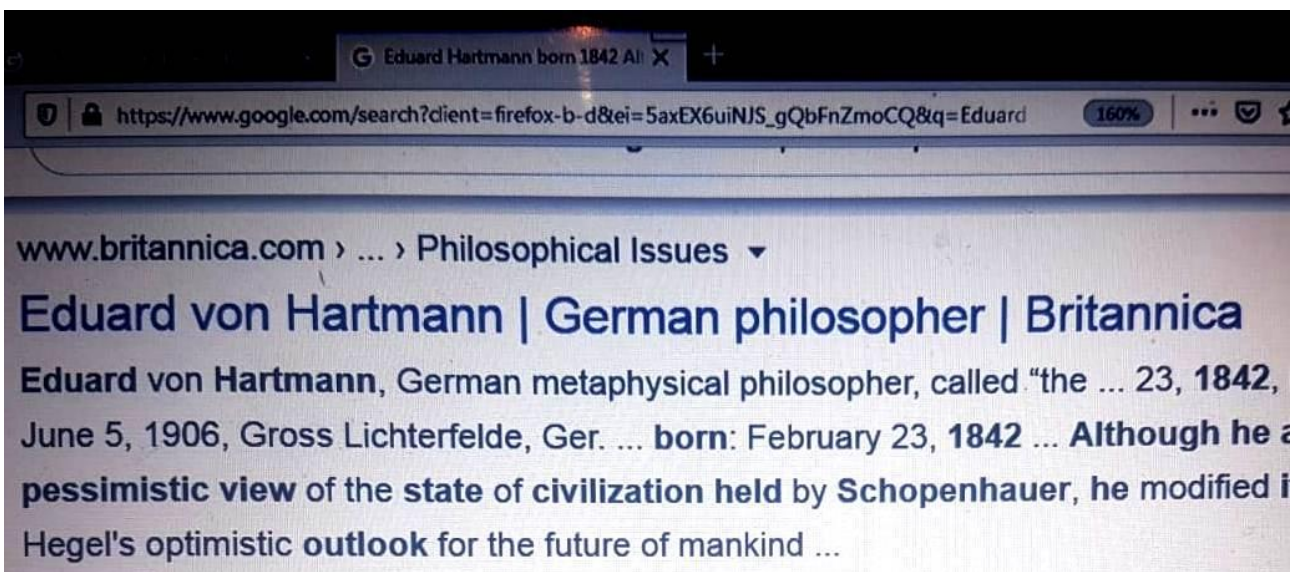 Eduard Hartmann born 1842 Al
https://www.google.com/search?client=firefox-b-d&ei=5axEX6uiNJS_gQbFnZmoCQ&q=Eduard 160%
www.britannica.com › ... › Philosophical Issues
Eduard von Hartmann | German philosopher | Britannica
Eduard von Hartmann, German metaphysical philosopher, called "the ... 23, 1842,
June 5, 1906, Gross Lichterfelde, Ger. ... born: February 23, 1842 ... Although he a
pessimistic view of the state of civilization held by Schopenhauer, he modified i
Hegel's optimistic outlook for the future of mankind ...